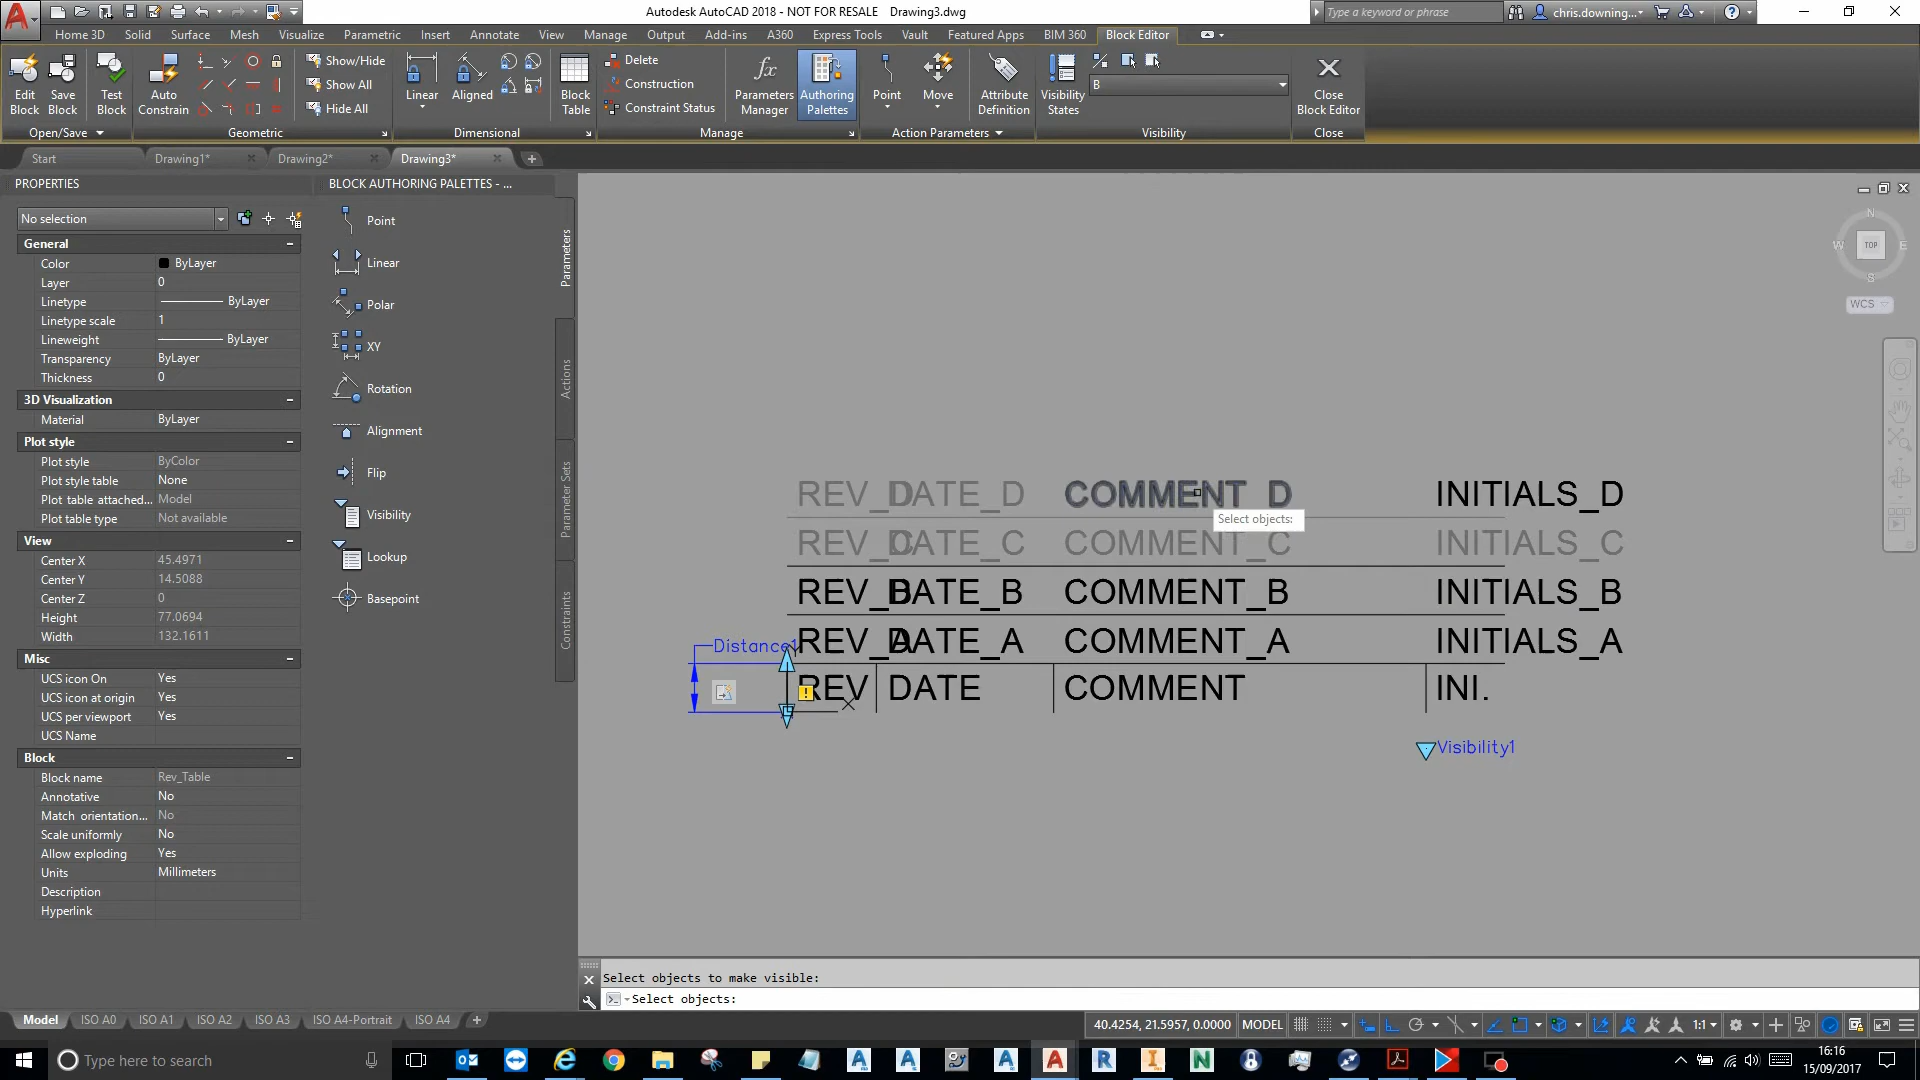 Autodesk AutoCAD 2018 - NOT FOR RESALE   Drawing3.dwg
Type a keyword or phrase
chris.downing...
Home 3D Solid Surface Mesh Visualize Parametric Insert Annotate View Manage Output Add-ins A360 Express Tools Vault Featured Apps BIM 360 Block Editor
Edit Block
Save Block
Test Block
Auto Constrain
Show/Hide
Show All
Hide All
Linear
Aligned
Block Table
Delete
Construction
Constraint Status
Parameters Manager
Authoring Palettes
Point
Move
Attribute Definition
Visibility States
B
Close Block Editor
Open/Save Geometric Dimensional Manage Action Parameters Visibility Close
Start Drawing1* Drawing2* Drawing3*
PROPERTIES
No selection
General
Color ByLayer
Layer 0
Linetype ByLayer
Linetype scale 1
Lineweight ByLayer
Transparency ByLayer
Thickness 0
3D Visualization
Material ByLayer
Plot style
Plot style ByColor
Plot style table None
Plot table attached... Model
Plot table type Not available
View
Center X 45.4971
Center Y 14.5088
Center Z 0
Height 77.0694
Width 132.1611
Misc
UCS icon On Yes
UCS icon at origin Yes
UCS per viewport Yes
UCS Name
Block
Block name Rev_Table
Annotative No
Match orientation... No
Scale uniformly No
Allow exploding Yes
Units Millimeters
Description
Hyperlink
BLOCK AUTHORING PALETTES - ...
Point
Linear
Polar
XY
Rotation
Alignment
Flip
Visibility
Lookup
Basepoint
Parameters
Actions
Parameter Sets
Constraints
N
W TOP E
S
WCS
REV_D DATE_D COMMENT_D INITIALS_D
Select objects:
REV_C DATE_C COMMENT_C INITIALS_C
REV_B DATE_B COMMENT_B INITIALS_B
Distance1 REV_A DATE_A COMMENT_A INITIALS_A
REV DATE COMMENT INI.
Visibility1
Select objects to make visible:
Select objects:
Model ISO A0 ISO A1 ISO A2 ISO A3 ISO A4-Portrait ISO A4
40.4254, 21.5957, 0.0000 MODEL 1:1
Type here to search
16:16
15/09/2017